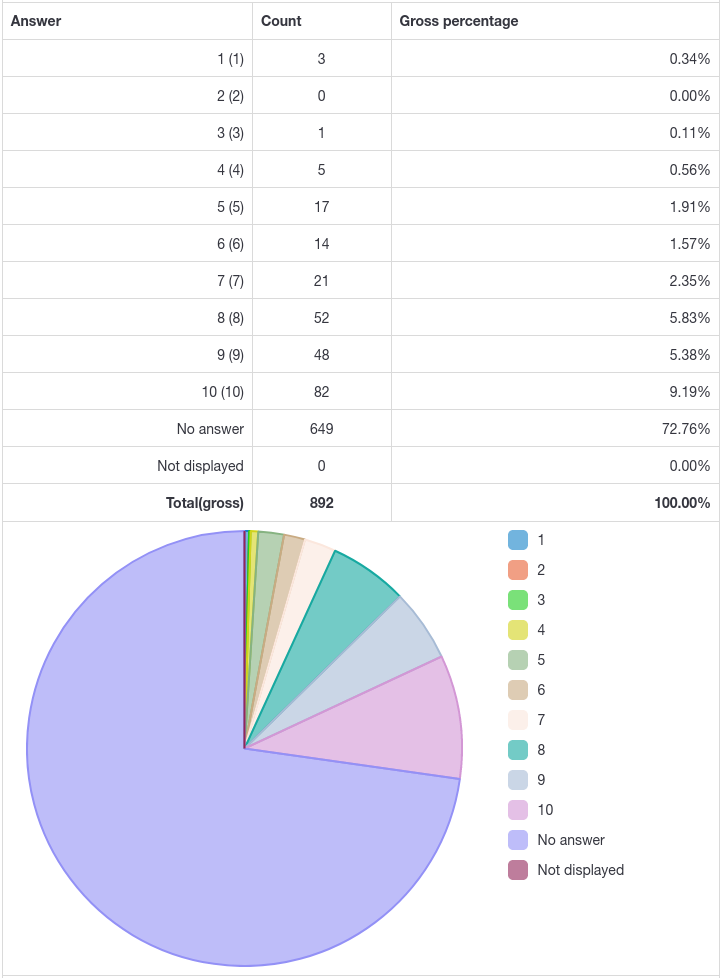 Answer Count Gross percentage
1 (1) 3 0.34%
2 (2) 0 0.00%
3 (3) 1 0.11%
4 (4) 5 0.56%
5 (5) 17 1.91%
6 (6) 14 1.57%
7 (7) 21 2.35%
8 (8) 52 5.83%
9 (9) 48 5.38%
10 (10) 82 9.19%
No answer 649 72.76%
Not displayed 0 0.00%
Total(gross) 892 100.00%
1
2
3
4
5
6
7
8
9
10
No answer
Not displayed